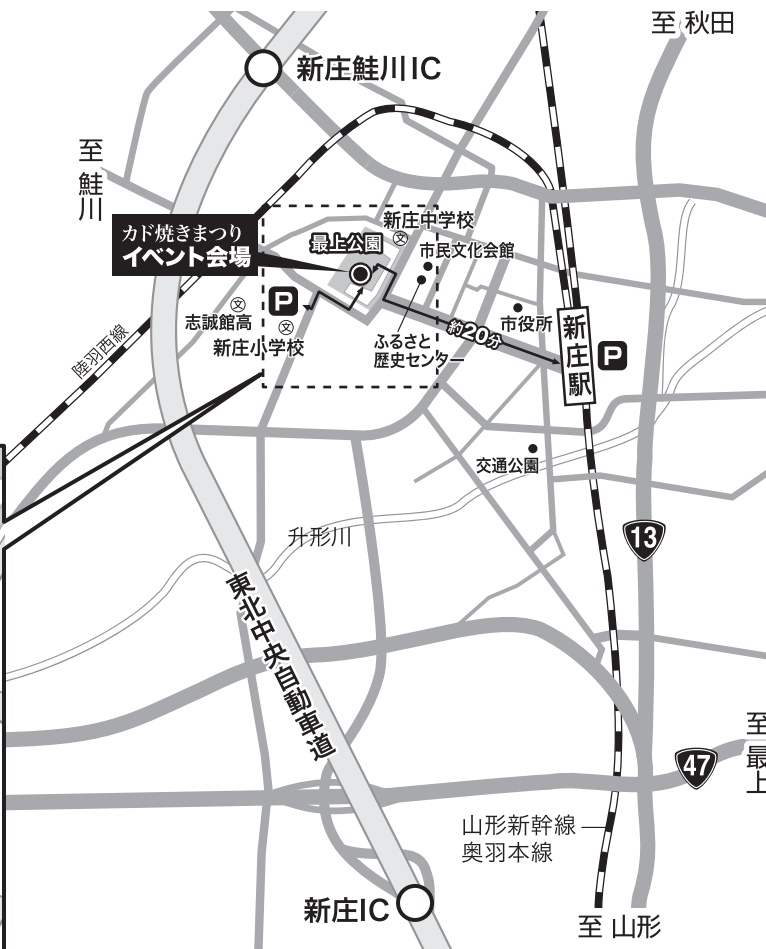 至 秋田
新庄鮭川IC
至 鮭川
カド焼きまつり
イベント会場
最上公園
新庄中学校
文
市民文化会館
P
文
志誠館高
文
新庄小学校
ふるさと
歴史センター
市役所
約20分
新庄駅
P
陸羽西線
交通公園
升形川
13
東北中央自動車道
至 最上
47
山形新幹線
奥羽本線
新庄IC
至 山形